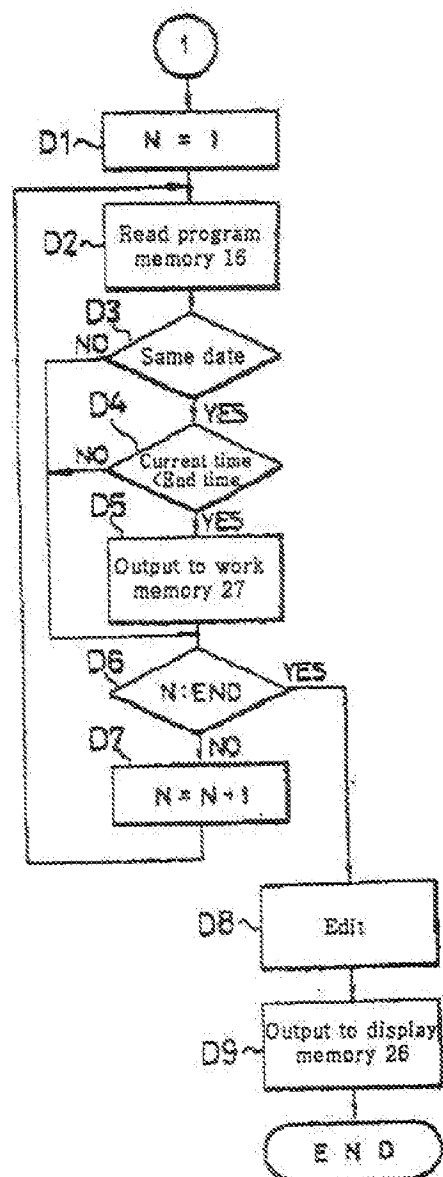 1
D1
N = 1
D2
Read program
memory 16
D3
NO
Same date
D4
YES
NO
Current time
<End time
D5
YES
Output to work
memory 27
D6
YES
N:END
D7
NO
N = N + 1
D8
Edit
D9
Output to display
memory 26
E N D